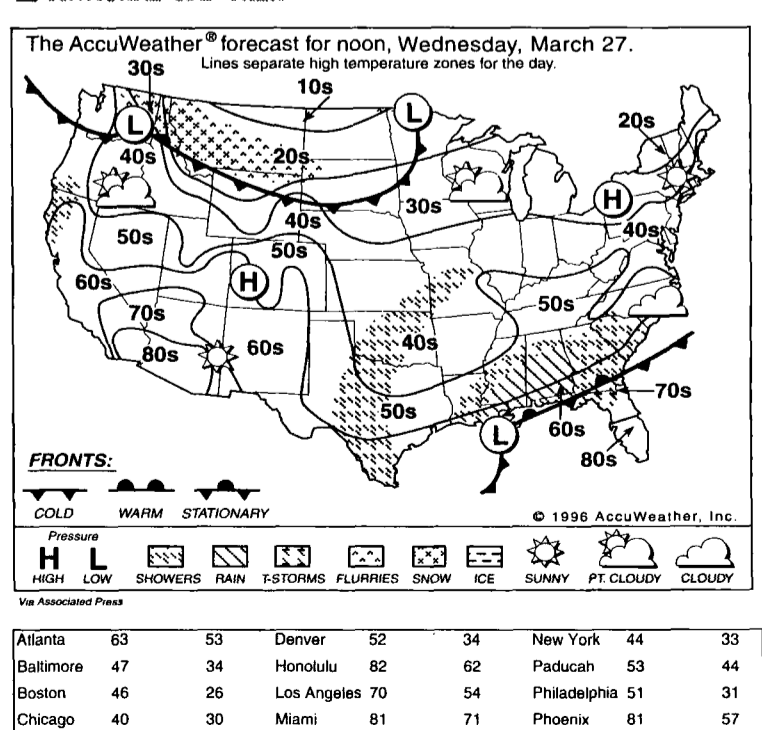 The AccuWeather® forecast for noon, Wednesday, March 27.
Lines separate high temperature zones for the day.
30s
10s
L
L
20s
40s
20s
30s
H
40s
40s
50s
50s
60s
H
50s
70s
80s
60s
40s
50s
70s
L
60s
80s
FRONTS:
COLD WARM STATIONARY
© 1996 AccuWeather, Inc.
Pressure
H L
HIGH LOW SHOWERS RAIN T-STORMS FLURRIES SNOW ICE SUNNY PT. CLOUDY CLOUDY
Via Associated Press
Atlanta 63 53 Denver 52 34 New York 44 33
Baltimore 47 34 Honolulu 82 62 Paducah 53 44
Boston 46 26 Los Angeles 70 54 Philadelphia 51 31
Chicago 40 30 Miami 81 71 Phoenix 81 57